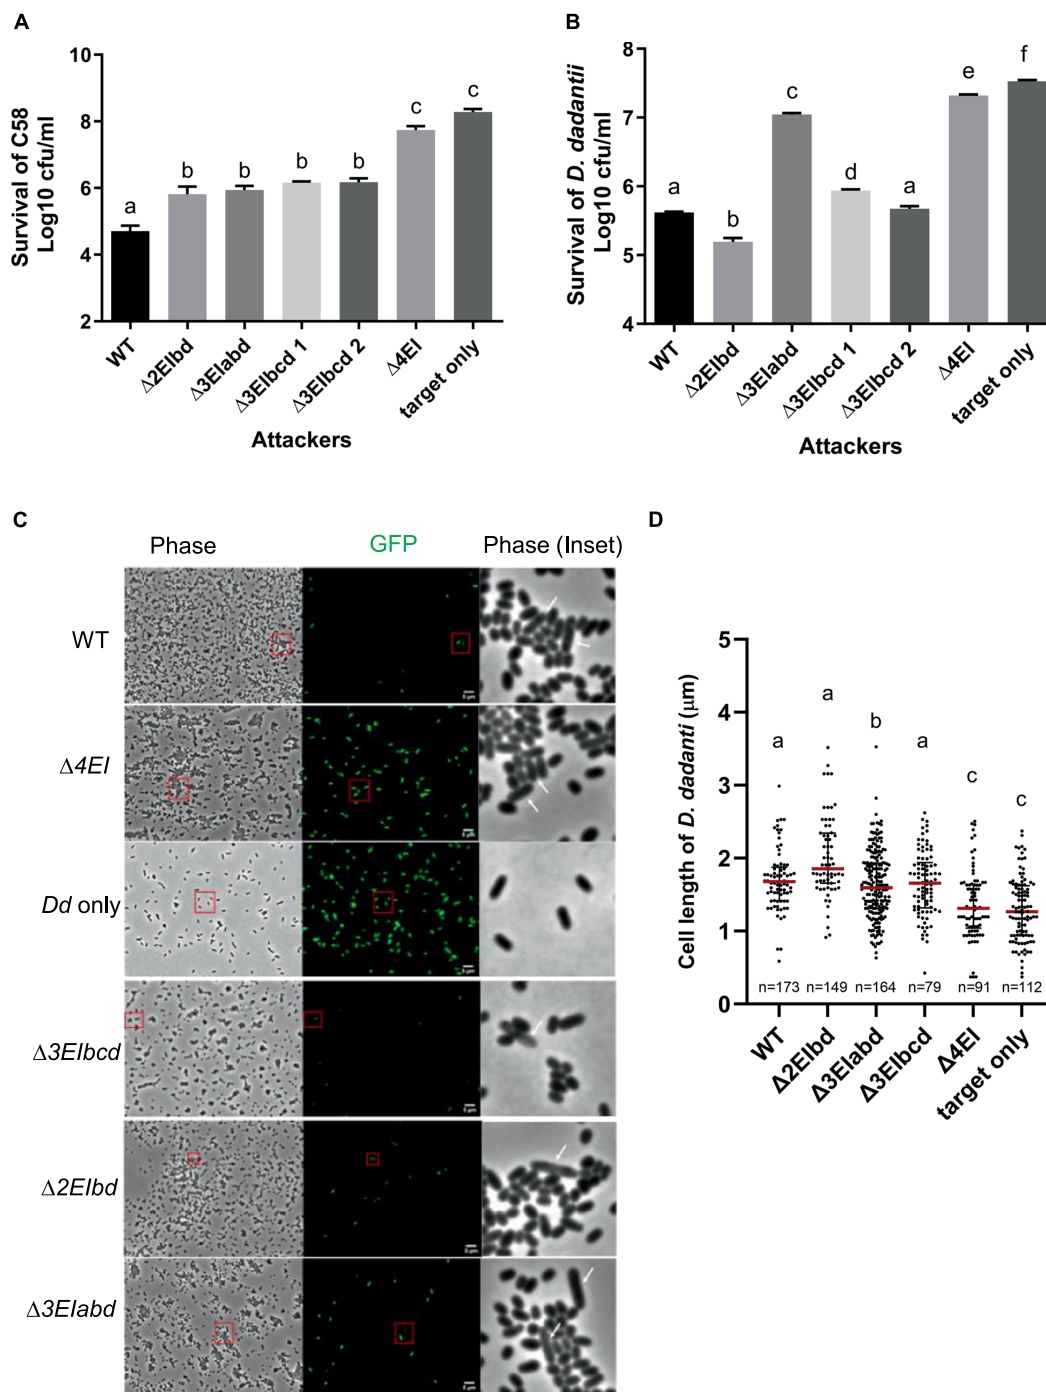 A
Survival of C58
Log10 cfu/ml
10
8
6
4
2
a
b
b
b
b
c
c
WT
Δ2EIbd
Δ3EIabd
Δ3EIbcd 1
Δ3EIbcd 2
Δ4EI
target only
Attackers
B
Survival of D. dadantii
Log10 cfu/ml
8
7
6
5
4
a
b
c
d
a
e
f
WT
Δ2EIbd
Δ3EIabd
Δ3EIbcd 1
Δ3EIbcd 2
Δ4EI
target only
Attackers
C
Phase GFP Phase (Inset)
WT
Δ4EI
Dd only
Δ3EIbcd
Δ2EIbd
Δ3EIabd
D
Cell length of D. dadanti (μm)
5
4
3
2
1
0
a
a
b
a
c
c
n=173 n=149 n=164 n=79 n=91 n=112
WT
Δ2EIbd
Δ3EIabd
Δ3EIbcd
Δ4EI
target only